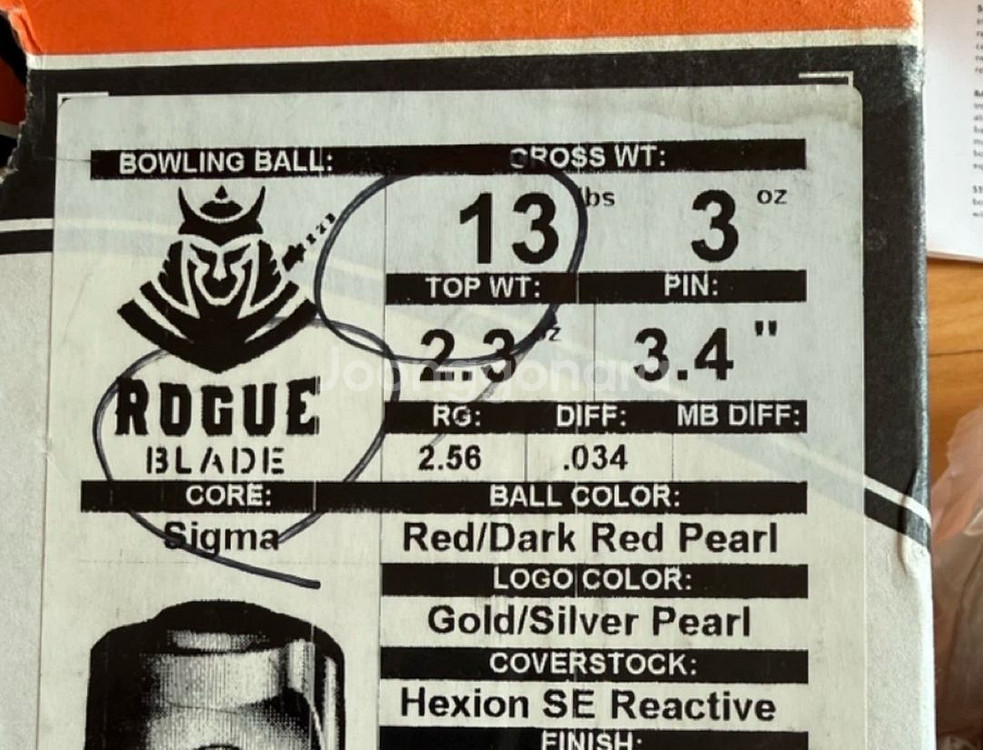 BOWLING BALL: GROSS WT:
13 lbs 3 oz
TOP WT: PIN:
2.3 oz 3.4 "
ROGUE
BLADE
RG: DIFF: MB DIFF:
2.56 .034
CORE: BALL COLOR:
Sigma Red/Dark Red Pearl
LOGO COLOR:
Gold/Silver Pearl
COVERSTOCK:
Hexion SE Reactive
FINISH:
Joonggonara